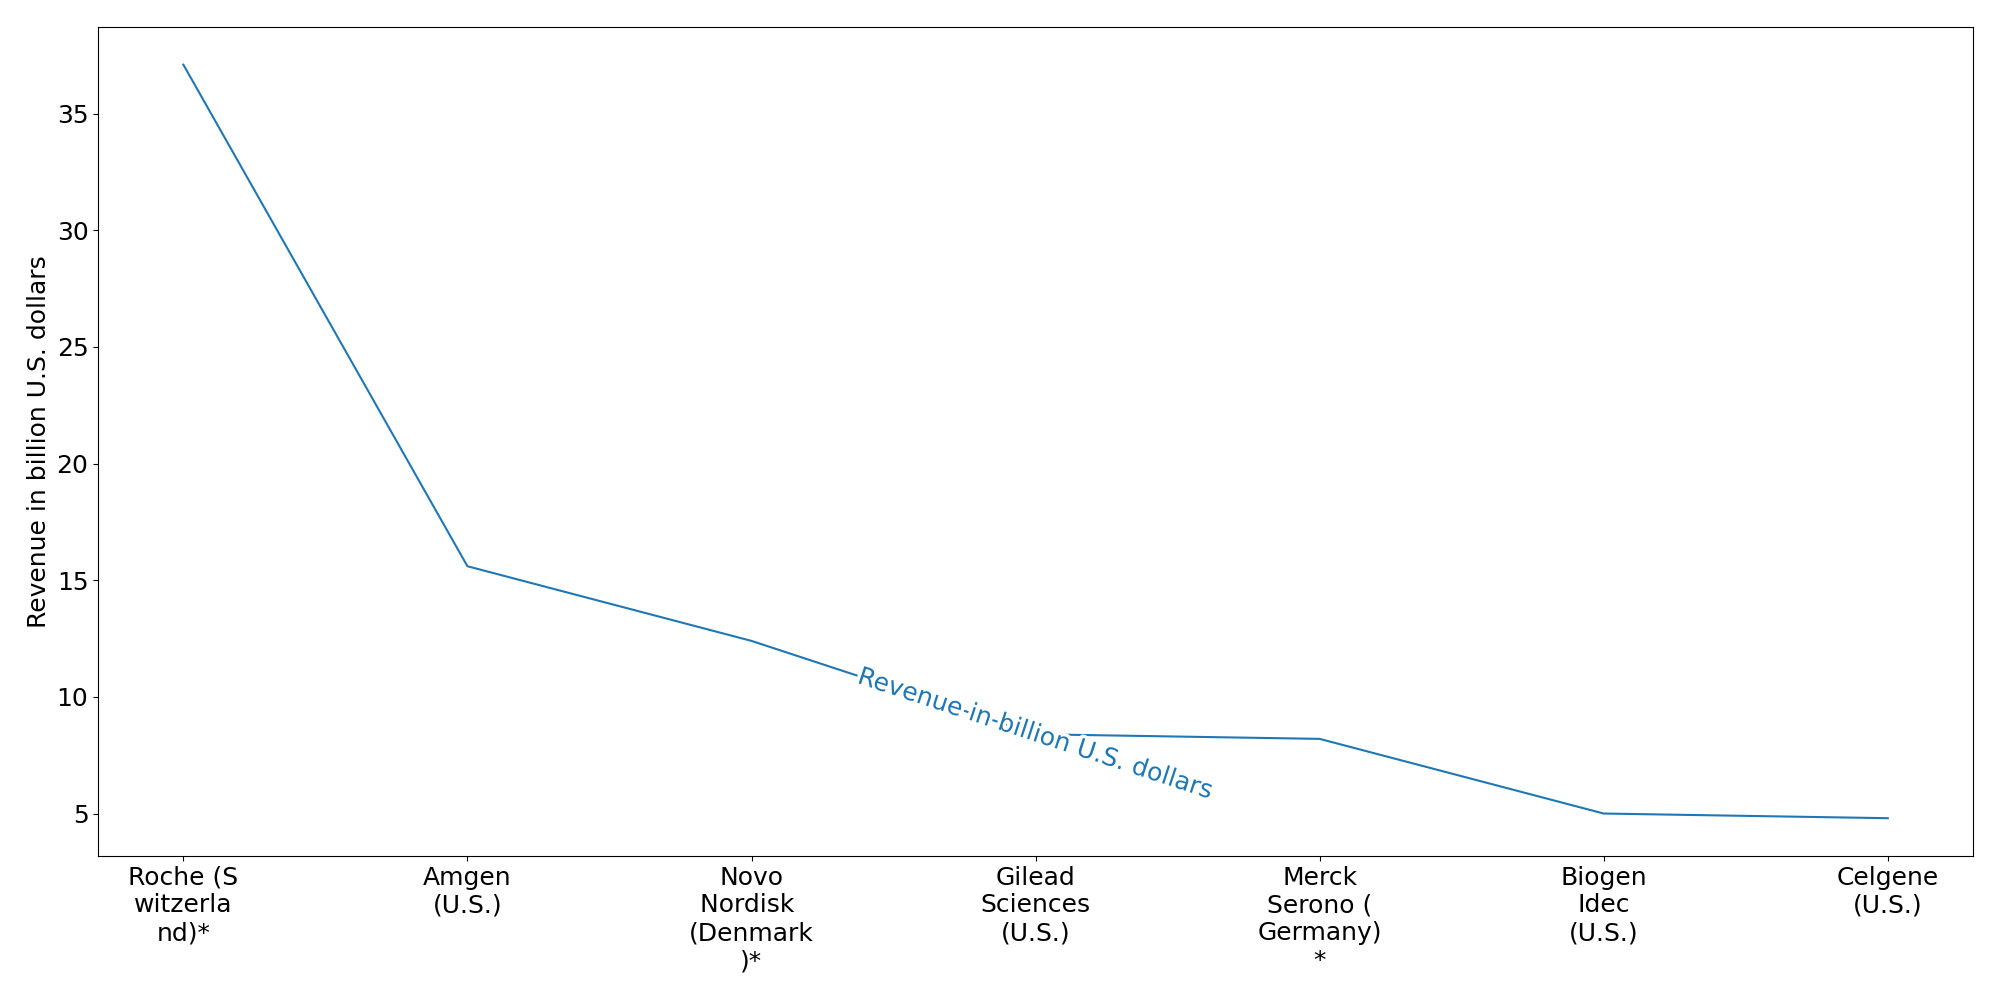 Revenue in billion U.S. dollars
35
30
25
20
15
10
5
Revenue-in-billion U.S. dollars
Roche (S
witzerla
nd)*
Amgen
(U.S.)
Novo
Nordisk
(Denmark
)*
Gilead
Sciences
(U.S.)
Merck
Serono (
Germany)
*
Biogen
Idec
(U.S.)
Celgene
(U.S.)